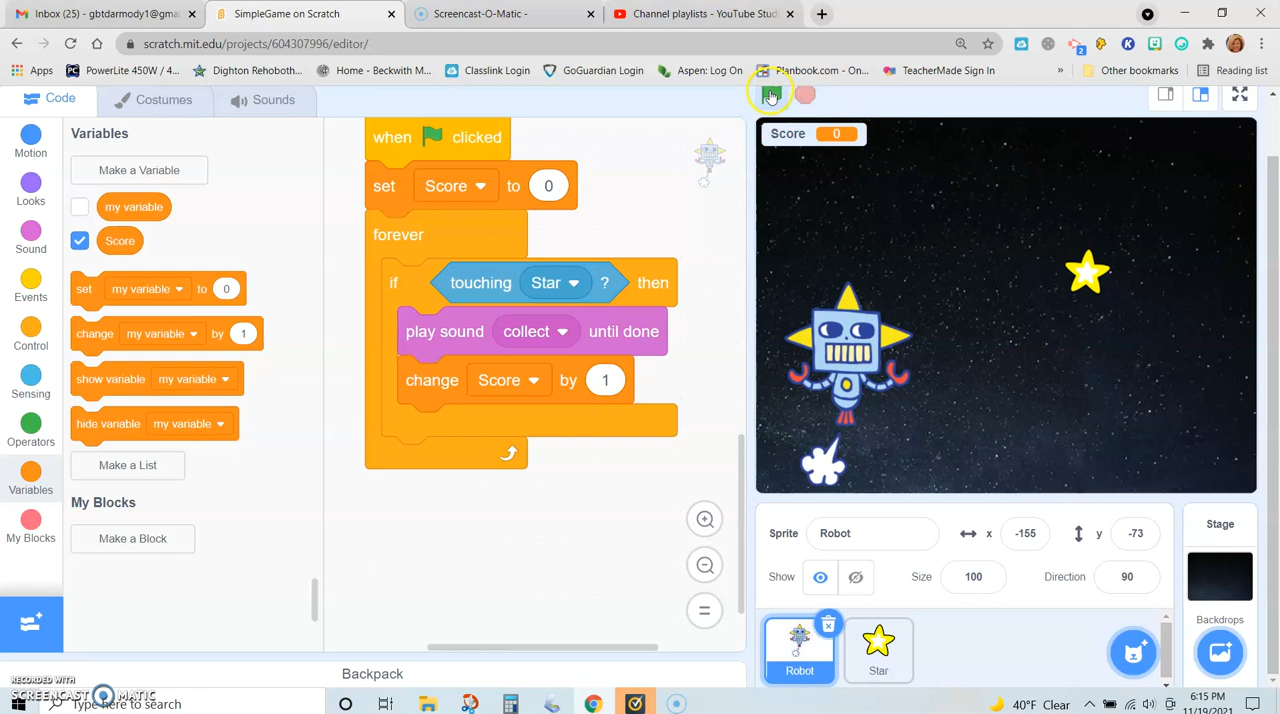 Inbox (25) - gbtdarmody1@gma
SimpleGame on Scratch
Screencast-O-Matic -
Channel playlists - YouTube Stud
scratch.mit.edu/projects/604307996/editor/
2
Apps
PowerLite 450W / 4...
Dighton Rehoboth...
Home - Beckwith M...
Classlink Login
GoGuardian Login
Aspen: Log On
Planbook.com - On...
TeacherMade Sign In
»
Other bookmarks
Reading list
Code
Costumes
Sounds
Motion
Looks
Sound
Events
Control
Sensing
Operators
Variables
My Blocks
Variables
Make a Variable
my variable
Score
set my variable to 0
change my variable by 1
show variable my variable
hide variable my variable
Make a List
My Blocks
Make a Block
when clicked
set Score to 0
forever
if touching Star ? then
play sound collect until done
change Score by 1
Backpack
Score 0
Sprite Robot x -155 y -73
Show Size 100 Direction 90
Robot
Star
Stage
Backdrops
RECORDED WITH
SCREENCAST MATIC
Type here to search
40°F Clear
6:15 PM
11/19/2021